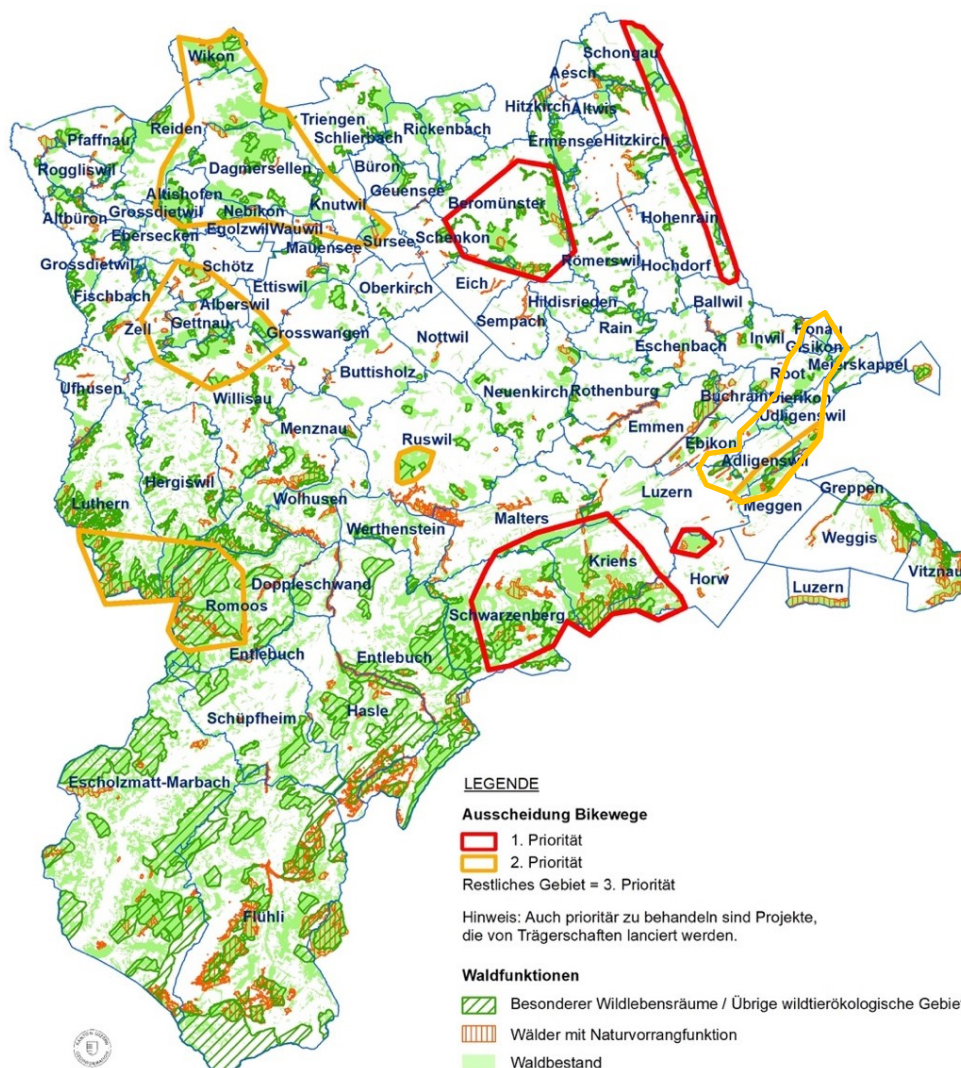 Schongau
Wikon
Aesch
Hitzkirch Altwis
Triengen
Pfaffnau
Reiden
Schlierbach Rickenbach
Ermensee Hitzkirch
Roggliswil
Dagmersellen
Büron
Geuensee
Altishofen
Knutwil
Beromünster
Altbüron Grossdietwil Nebikon
Hohenrain
Ebersecken Egolzwil Wauwil
Mauensee Sursee Schenkon
Grossdietwil
Schötz
Römerswil Hochdorf
Fischbach
Ettiswil Oberkirch
Eich
Alberswil
Hildisrieden
Ballwil
Zell Gettnau
Grosswangen
Sempach
Rain
Inwil Honau
Nottwil
Eschenbach
Gisikon
Meierskappel
Root
Ufhusen
Buttisholz
Willisau
Neuenkirch Rothenburg
Buchrain Dierikon
Udligenswil
Menznau
Emmen
Ruswil
Ebikon
Adligenswil
Hergiswil
Luthern
Wolhusen
Luzern
Greppen
Werthenstein
Malters
Meggen
Weggis
Kriens
Vitznau
Doppleschwand
Horw
Luzern
Romoos
Schwarzenberg
Entlebuch
Entlebuch
Schüpfheim
Hasle
Escholzmatt-Marbach
Flühli
LEGENDE
Ausscheidung Bikewege
1. Priorität
2. Priorität
Restliches Gebiet = 3. Priorität
Hinweis: Auch prioritär zu behandeln sind Projekte,
die von Trägerschaften lanciert werden.
Waldfunktionen
Besonderer Wildlebensräume / Übrige wildtierökologische Gebiet
Wälder mit Naturvorrangfunktion
Waldbestand